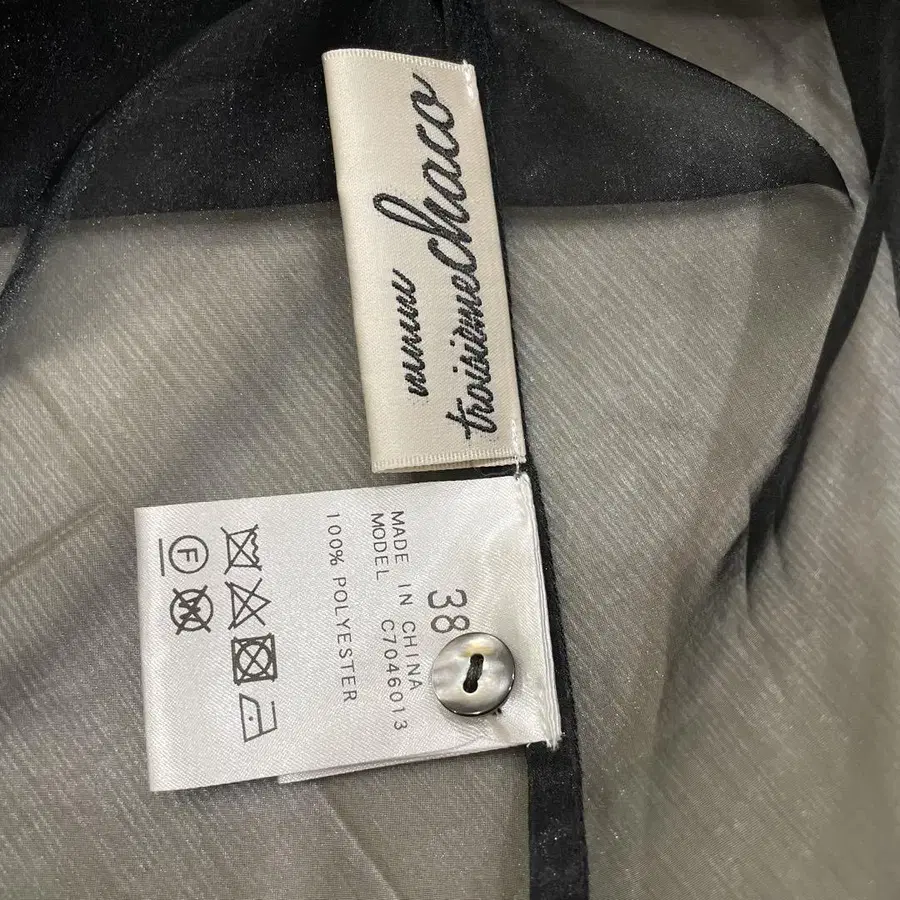 troisiemechaco
38
MADE IN CHINA
MODEL C7046013
100% POLYESTER
F
W